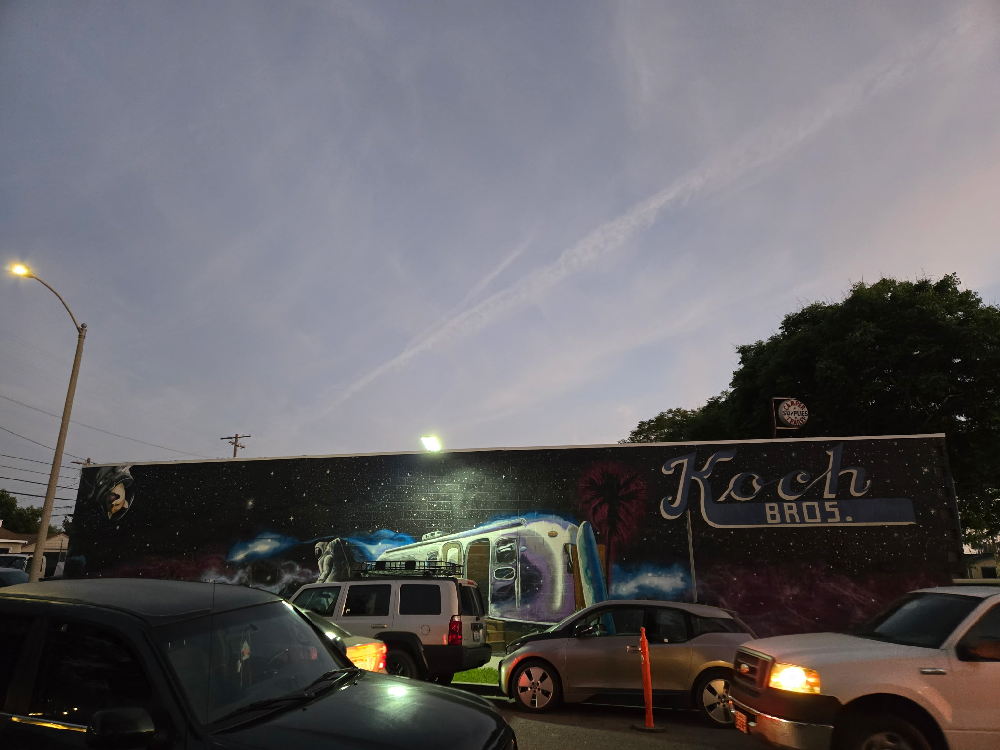 CAMPER
SUPPLIES
TRAILER
Koch
BROS.